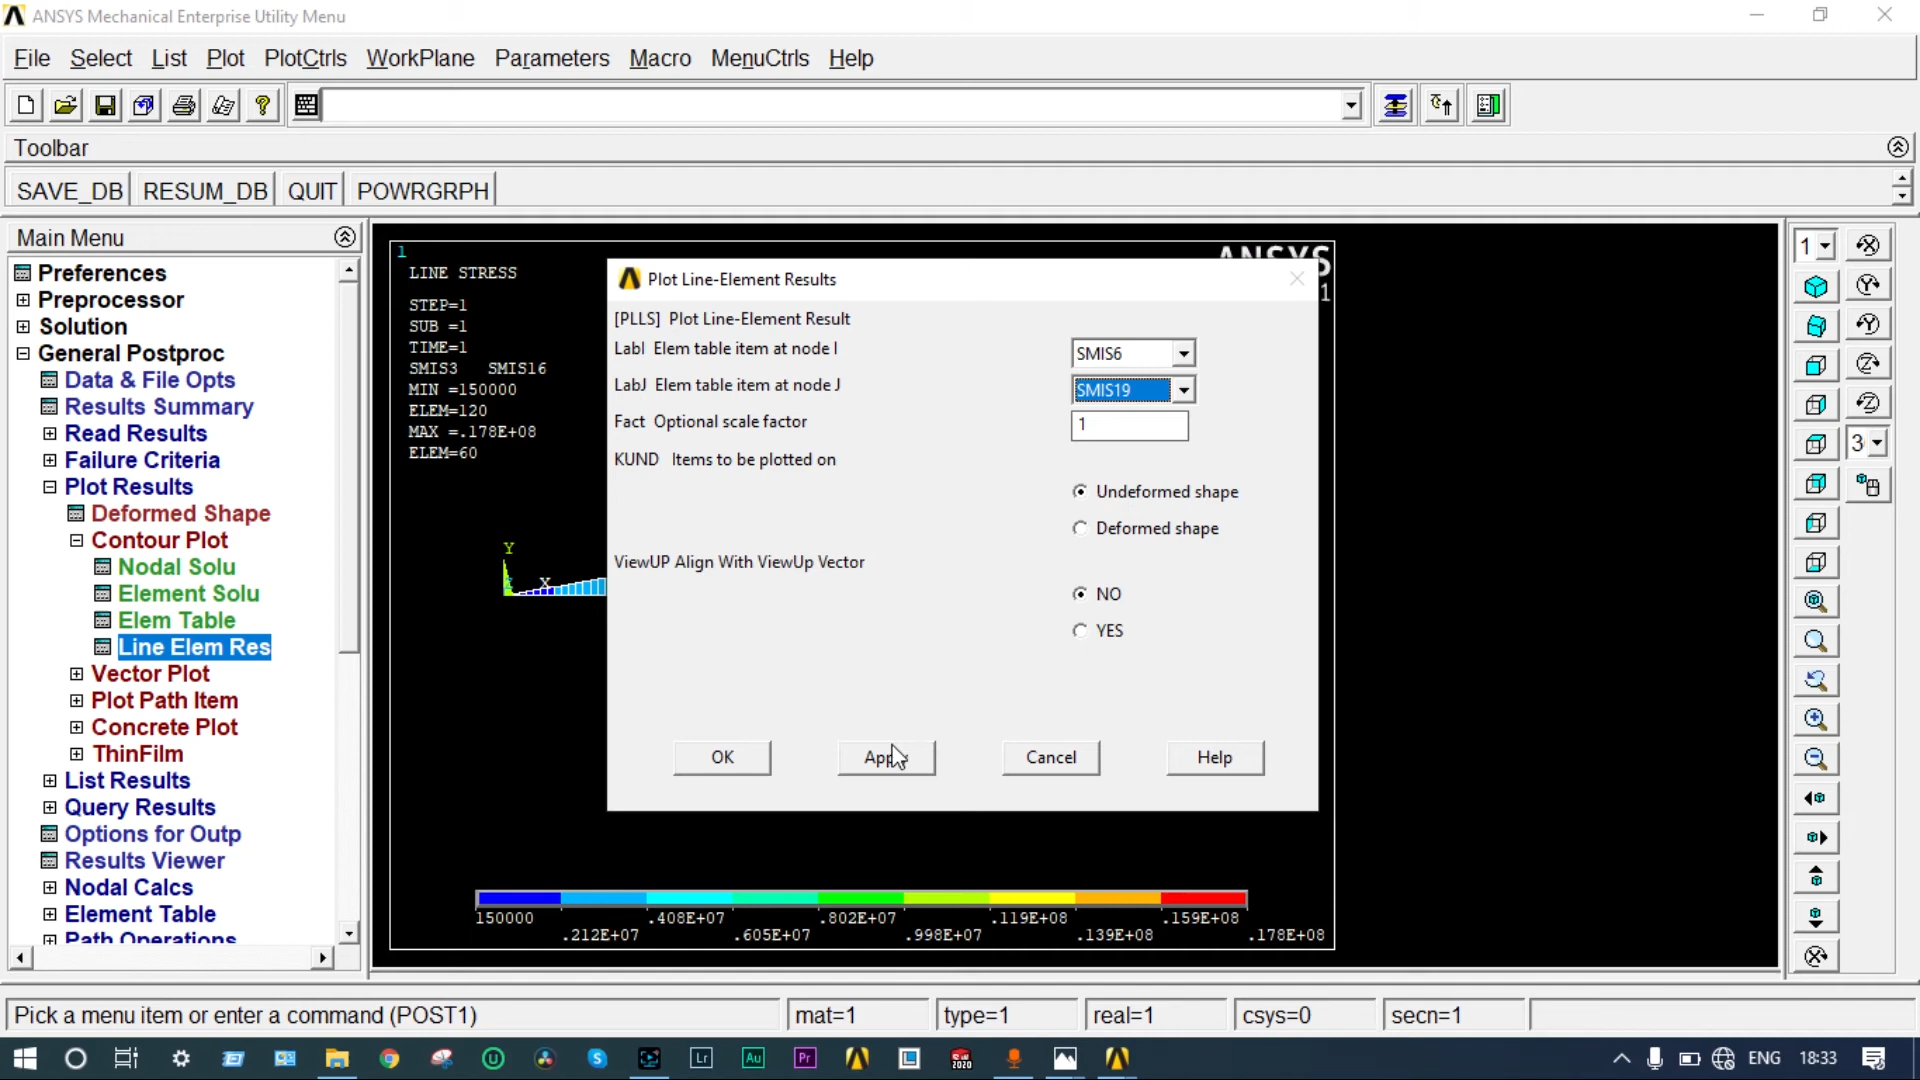 ANSYS Mechanical Enterprise Utility Menu
File Select List Plot PlotCtrls WorkPlane Parameters Macro MenuCtrls Help
Toolbar
SAVE_DB RESUM_DB QUIT POWRGRPH
Main Menu
Preferences
Preprocessor
Solution
General Postproc
Data & File Opts
Results Summary
Read Results
Failure Criteria
Plot Results
Deformed Shape
Contour Plot
Nodal Solu
Element Solu
Elem Table
Line Elem Res
Vector Plot
Plot Path Item
Concrete Plot
ThinFilm
List Results
Query Results
Options for Outp
Results Viewer
Nodal Calcs
Element Table
Path Operations
1
LINE STRESS
STEP=1
SUB =1
TIME=1
SMIS3 SMIS16
MIN =150000
ELEM=120
MAX =.178E+08
ELEM=60
Y
X
ANSYS
1
Plot Line-Element Results
[PLLS] Plot Line-Element Result
LabI Elem table item at node I
SMIS6
LabJ Elem table item at node J
SMIS19
Fact Optional scale factor
1
KUND Items to be plotted on
Undeformed shape
Deformed shape
ViewUP Align With ViewUp Vector
NO
YES
OK Apply Cancel Help
150000 .408E+07 .802E+07 .119E+08 .159E+08
.212E+07 .605E+07 .998E+07 .139E+08 .178E+08
1
3
Pick a menu item or enter a command (POST1) mat=1 type=1 real=1 csys=0 secn=1
Lr Au Pr L 2020 ENG 18:33